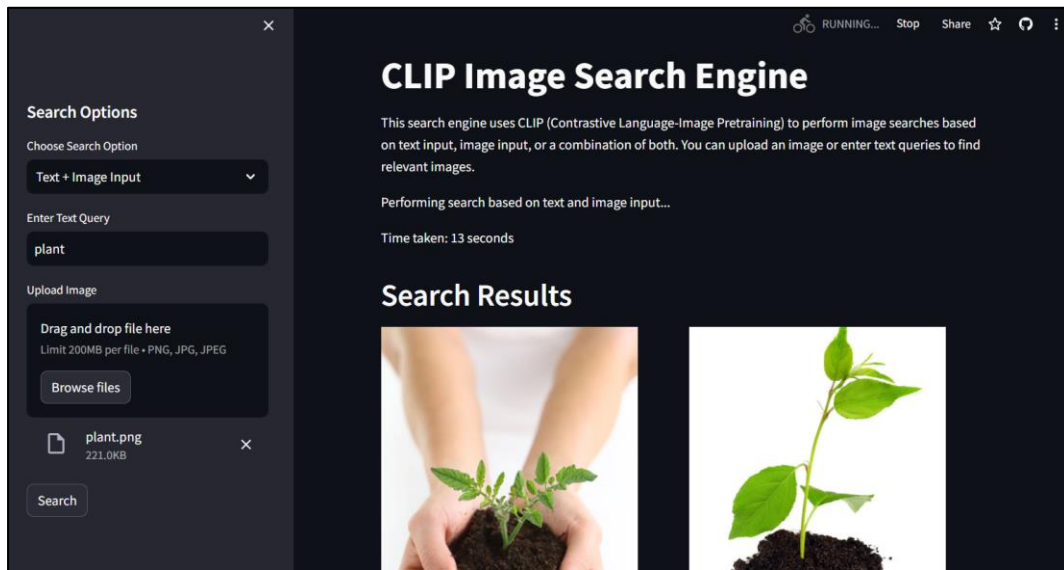 RUNNING...
Stop
Share
Search Options
Choose Search Option
Text + Image Input
Enter Text Query
plant
Upload Image
Drag and drop file here
Limit 200MB per file • PNG, JPG, JPEG
Browse files
plant.png
221.0KB
Search
CLIP Image Search Engine
This search engine uses CLIP (Contrastive Language-Image Pretraining) to perform image searches based
on text input, image input, or a combination of both. You can upload an image or enter text queries to find
relevant images.
Performing search based on text and image input...
Time taken: 13 seconds
Search Results